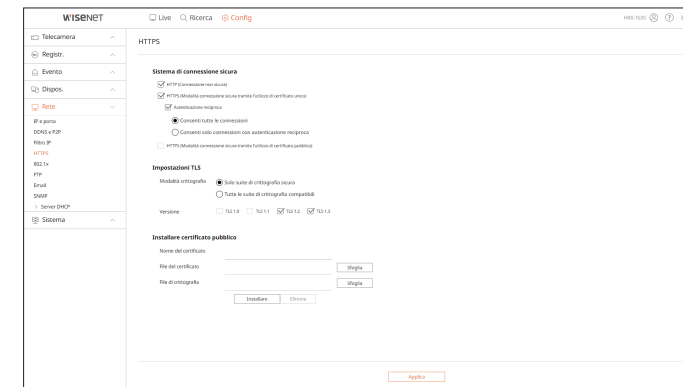 WISENET
Live Ricerca Config
HRX-1635
Telecamera
Registr.
Evento
Dispos.
Rete
IP e porta
DDNS e P2P
Filtro IP
HTTPS
802.1x
FTP
Email
SNMP
Server DHCP
Sistema
HTTPS
Sistema di connessione sicura
HTTP (Connessione non sicura)
HTTPS (Modalità connessione sicura tramite l'utilizzo di certificato unico)
Autenticazione reciproca
Consenti tutte le connessioni
Consenti solo connessioni con autenticazione reciproca
HTTPS (Modalità connessione sicura tramite l'utilizzo di certificato pubblico)
Impostazioni TLS
Modalità crittografia Solo suite di crittografia sicura
Tutte le suite di crittografia compatibili
Versione TLS 1.0 TLS 1.1 TLS 1.2 TLS 1.3
Installare certificato pubblico
Nome del certificato
File del certificato Sfoglia
File di crittografia Sfoglia
Installare Elimina
Applica